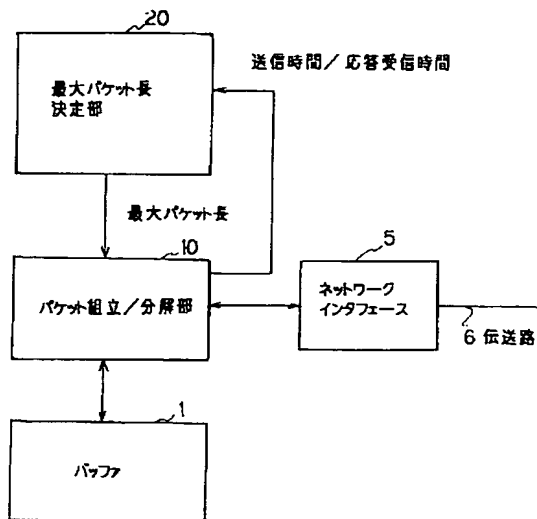 20
送信時間/応答受信時間
最大パケット長
決定部
最大パケット長
10
5
パケット組立/分解部
ネットワーク
インタフェース
6 伝送路
1
バッファ